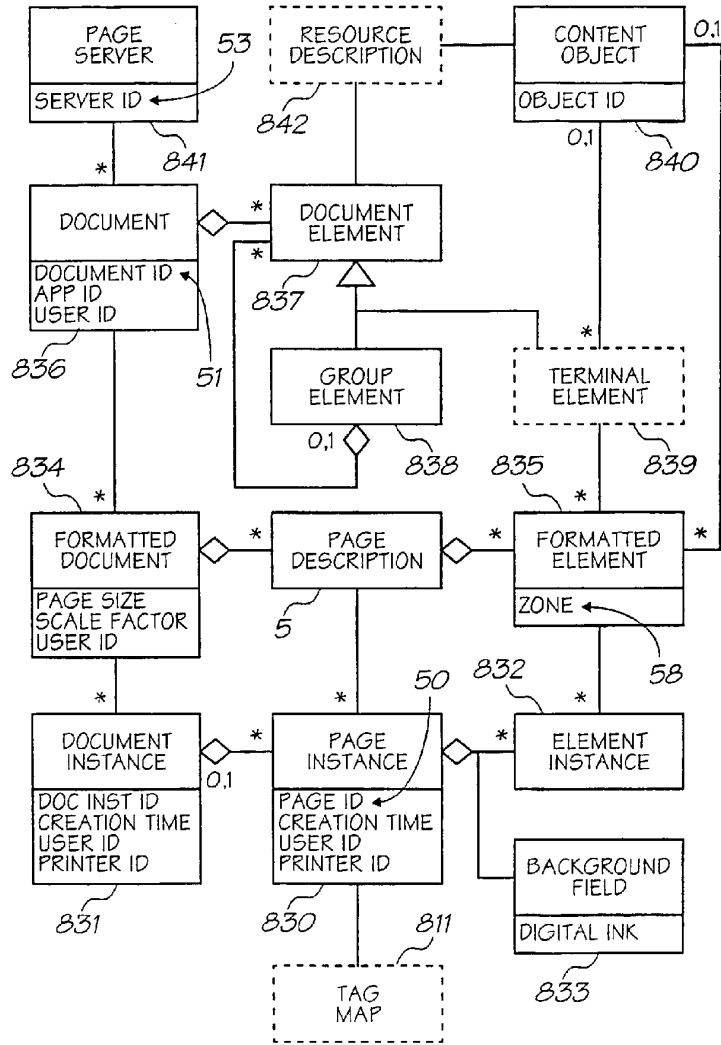 PAGE
SERVER
SERVER ID
53
841
*
RESOURCE
DESCRIPTION
842
CONTENT
OBJECT
OBJECT ID
0,1
0,1
840
DOCUMENT
DOCUMENT ID
APP ID
USER ID
836
51
*
*
DOCUMENT
ELEMENT
837
GROUP
ELEMENT
0,1
838
*
TERMINAL
ELEMENT
839
834
*
FORMATTED
DOCUMENT
PAGE SIZE
SCALE FACTOR
USER ID
*
PAGE
DESCRIPTION
5
835
*
*
*
FORMATTED
ELEMENT
ZONE
58
*
DOCUMENT
INSTANCE
DOC INST ID
CREATION TIME
USER ID
PRINTER ID
831
0,1
*
*
50
PAGE
INSTANCE
PAGE ID
CREATION TIME
USER ID
PRINTER ID
830
832
*
*
ELEMENT
INSTANCE
BACKGROUND
FIELD
DIGITAL INK
833
811
TAG
MAP